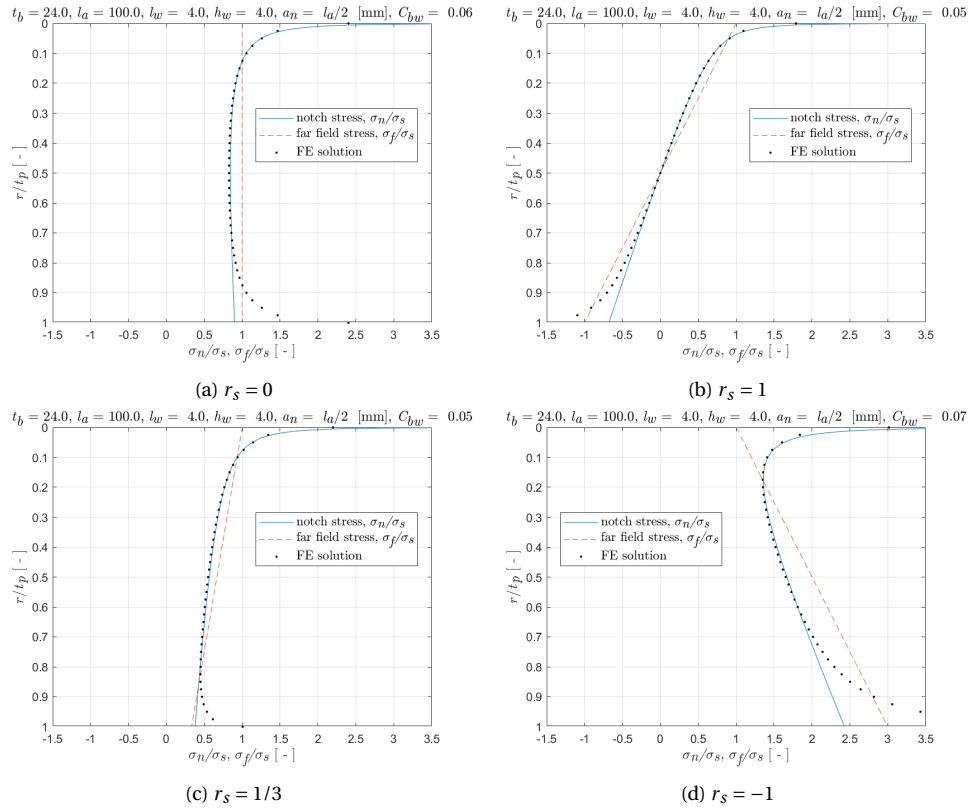 t_b = 24.0, l_a = 100.0, l_w = 4.0, h_w = 4.0, a_n = l_a/2 [mm], C_bw = 0.06
0
0.1
0.2
0.3
0.4
0.5
0.6
0.7
0.8
0.9
1
r/t_p [ - ]
notch stress, σ_n/σ_s
far field stress, σ_f/σ_s
FE solution
-1.5 -1 -0.5 0 0.5 1 1.5 2 2.5 3 3.5
σ_n/σ_s, σ_f/σ_s [ - ]
(a) r_s = 0
t_b = 24.0, l_a = 100.0, l_w = 4.0, h_w = 4.0, a_n = l_a/2 [mm], C_bw = 0.05
0
0.1
0.2
0.3
0.4
0.5
0.6
0.7
0.8
0.9
1
r/t_p [ - ]
notch stress, σ_n/σ_s
far field stress, σ_f/σ_s
FE solution
-1.5 -1 -0.5 0 0.5 1 1.5 2 2.5 3 3.5
σ_n/σ_s, σ_f/σ_s [ - ]
(b) r_s = 1
t_b = 24.0, l_a = 100.0, l_w = 4.0, h_w = 4.0, a_n = l_a/2 [mm], C_bw = 0.05
0
0.1
0.2
0.3
0.4
0.5
0.6
0.7
0.8
0.9
1
r/t_p [ - ]
notch stress, σ_n/σ_s
far field stress, σ_f/σ_s
FE solution
-1.5 -1 -0.5 0 0.5 1 1.5 2 2.5 3 3.5
σ_n/σ_s, σ_f/σ_s [ - ]
(c) r_s = 1/3
t_b = 24.0, l_a = 100.0, l_w = 4.0, h_w = 4.0, a_n = l_a/2 [mm], C_bw = 0.07
0
0.1
0.2
0.3
0.4
0.5
0.6
0.7
0.8
0.9
1
r/t_p [ - ]
notch stress, σ_n/σ_s
far field stress, σ_f/σ_s
FE solution
-1.5 -1 -0.5 0 0.5 1 1.5 2 2.5 3 3.5
σ_n/σ_s, σ_f/σ_s [ - ]
(d) r_s = −1